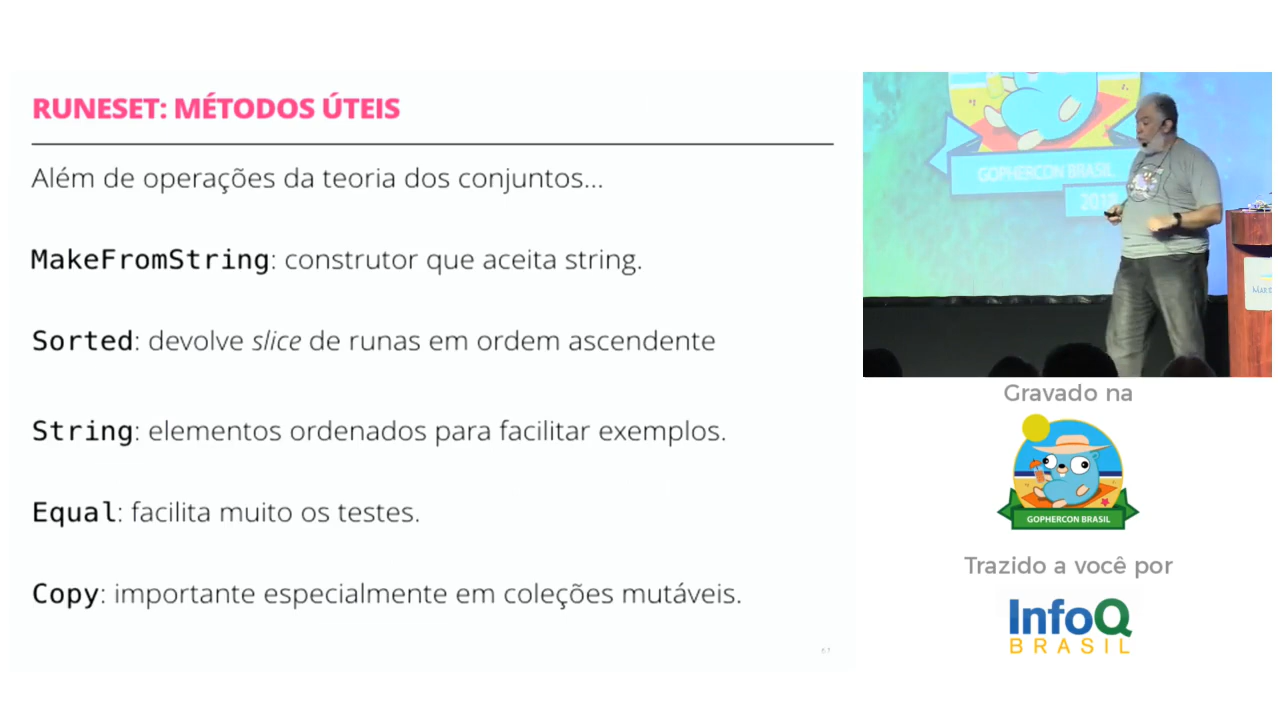 RUNESET: MÉTODOS ÚTEIS
Além de operações da teoria dos conjuntos...
MakeFromString: construtor que aceita string.
Sorted: devolve slice de runas em ordem ascendente
String: elementos ordenados para facilitar exemplos.
Equal: facilita muito os testes.
Copy: importante especialmente em coleções mutáveis.
GOPHERCON BRASIL
Gravado na
GOPHERCON BRASIL
Trazido a você por
InfoQ
BRASIL